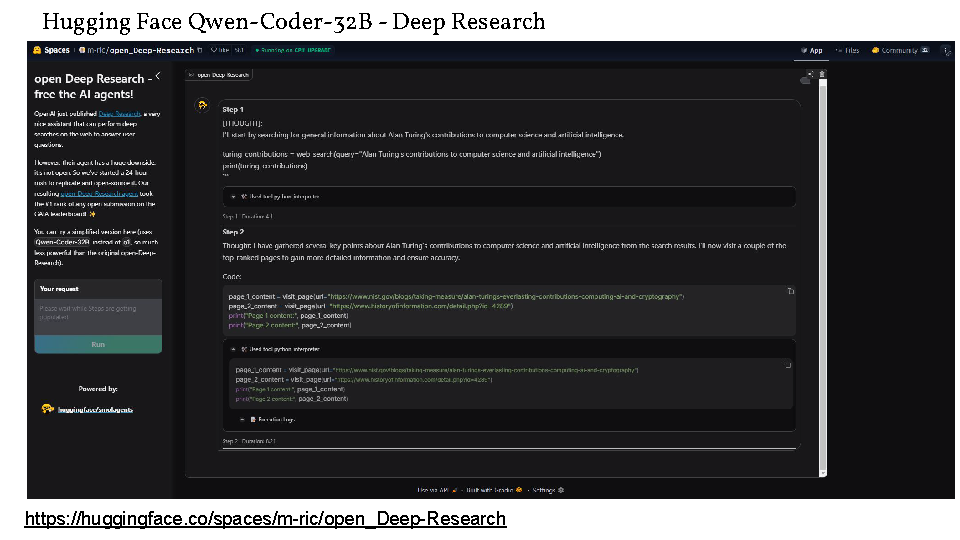 Hugging Face Qwen-Coder-32B - Deep Research
Spaces m-ric/open_Deep-Research like Running on CPU UPGRADE App Files Community
open Deep Research -
free the AI agents!
OpenAI just published Deep Research, a very
nice assistant that can perform deep
searches on the web to answer user
questions.
However, their agent has a huge downside:
it's not open. So we've started a 24-hour
rush to replicate and open-source it. Our
resulting open-Deep-Research agent took
the #1 rank of any open submission on the
GAIA leaderboard! ✨
You can try a simplified version here (uses
Qwen-Coder-32B instead of o1, so much
less powerful than the original open-Deep-
Research).
Your request
Please wait while Steps are getting
populated
Run
Powered by:
huggingface/smolagents
open Deep Research
Step 1
[THOUGHT]:
I'll start by searching for general information about Alan Turing's contributions to computer science and artificial intelligence.
turing_contributions = web_search(query="Alan Turing's contributions to computer science and artificial intelligence")
print(turing_contributions)
```
Used tool python_interpreter
Step 1 Duration:
Step 2
Thought: I have gathered several key points about Alan Turing's contributions to computer science and artificial intelligence from the search results. I'll now visit a couple of the
top-ranked pages to gain more detailed information and ensure accuracy.
Code:
page_1_content = visit_page(url="https://www.nist.gov/blogs/taking-measure/alan-turings-everlasting-contributions-computing-ai-and-cryptography")
page_2_content = visit_page(url="https://www.historyofinformation.com/detail.php?id=4289")
print("Page 1 content:", page_1_content)
print("Page 2 content:", page_2_content)
Used tool python_interpreter
page_1_content = visit_page(url="https://www.nist.gov/blogs/taking-measure/alan-turings-everlasting-contributions-computing-ai-and-cryptography")
page_2_content = visit_page(url="https://www.historyofinformation.com/detail.php?id=4289")
print("Page 1 content:", page_1_content)
print("Page 2 content:", page_2_content)
Execution Logs
Step 2 Duration:
Use via API · Built with Gradio · Settings
https://huggingface.co/spaces/m-ric/open_Deep-Research